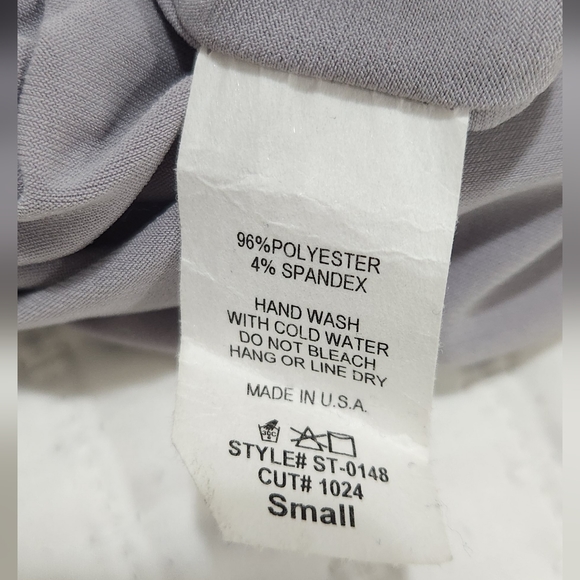 96%POLYESTER
4% SPANDEX
HAND WASH
WITH COLD WATER
DO NOT BLEACH
HANG OR LINE DRY
MADE IN U.S.A.
STYLE# ST-0148
CUT# 1024
Small